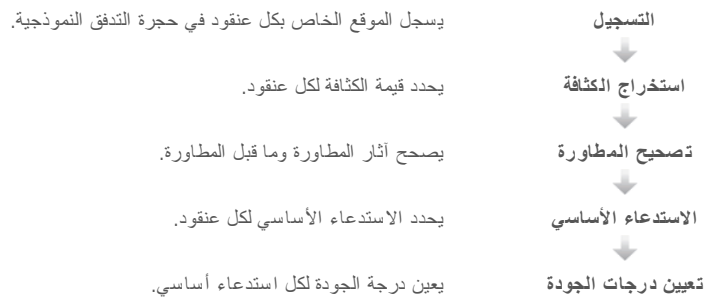 التسجيل يسجل الموقع الخاص بكل عنقود في حجرة التدفق النموذجية.
استخراج الكثافة يحدد قيمة الكثافة لكل عنقود.
تصحيح المطاورة يصحح آثار المطاورة وما قبل المطاورة.
الاستدعاء الأساسي يحدد الاستدعاء الأساسي لكل عنقود.
تعيين درجات الجودة يعين درجة الجودة لكل استدعاء أساسي.